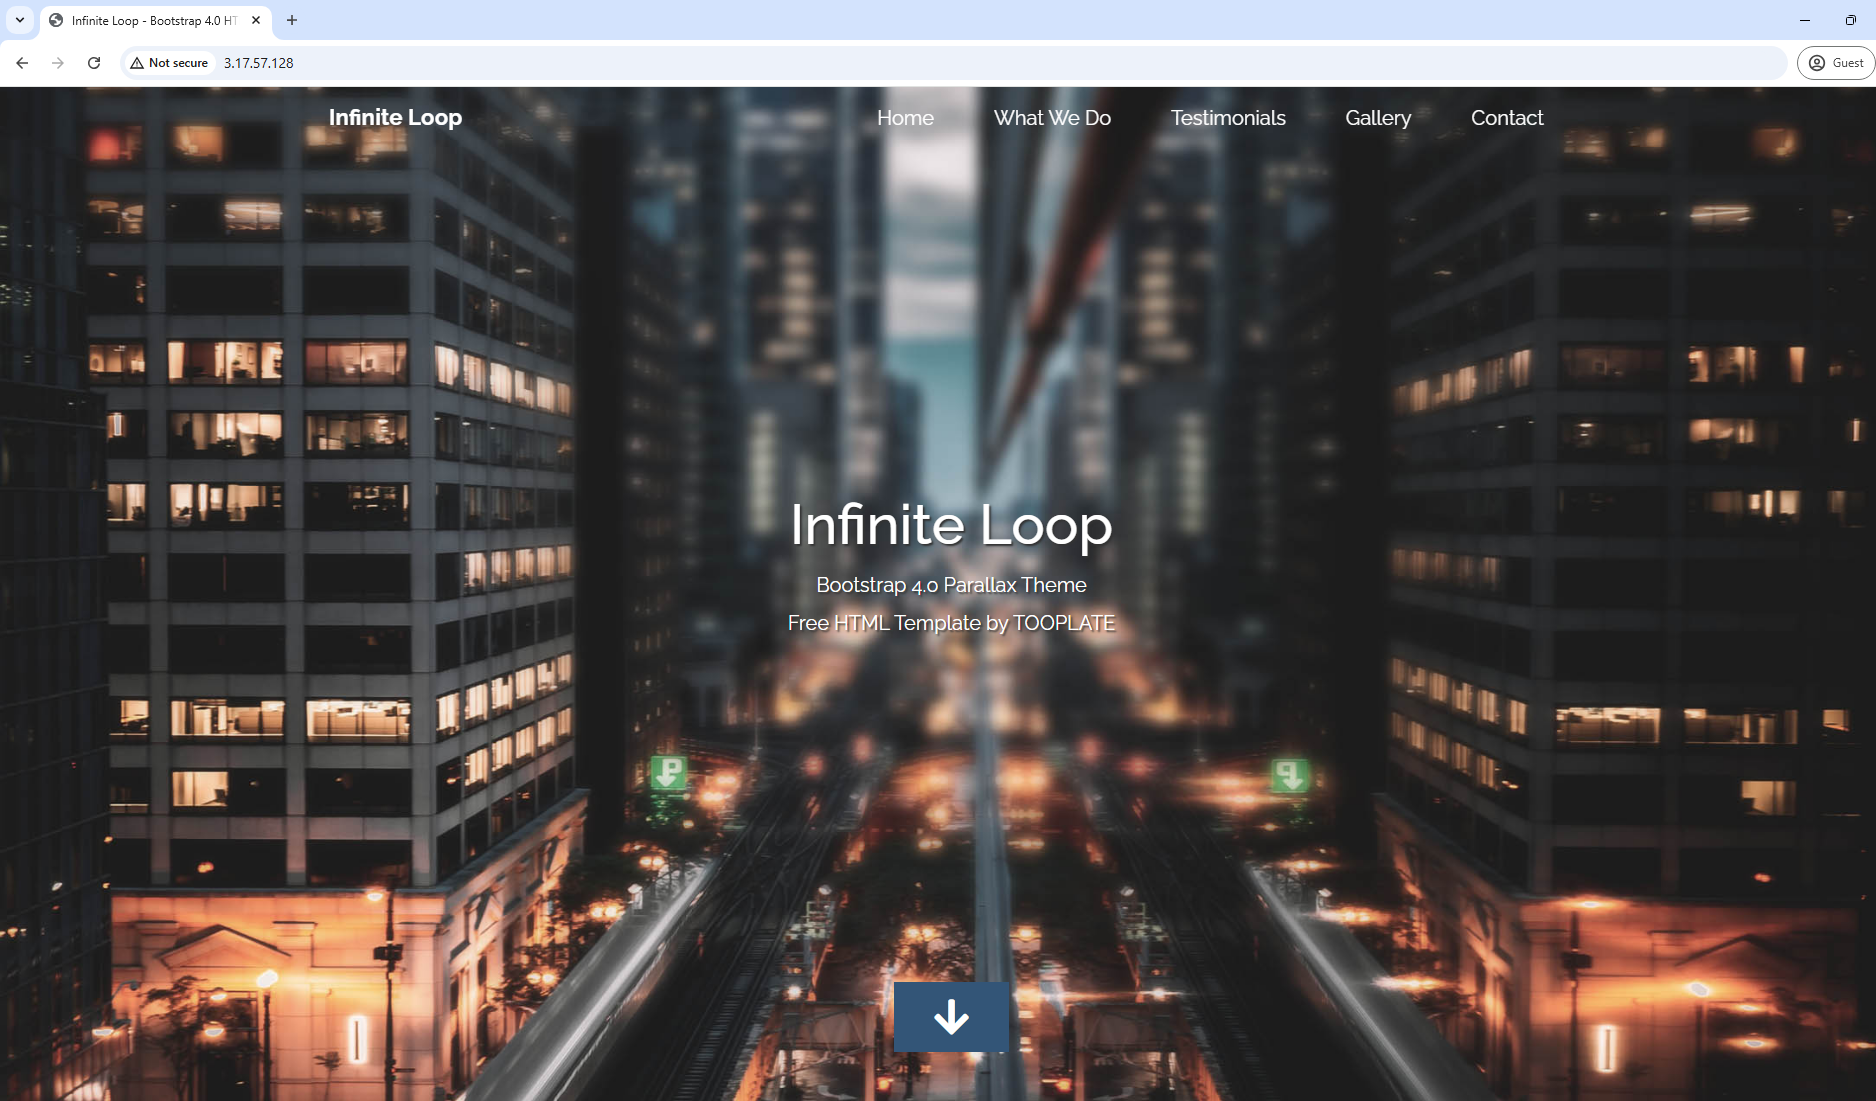 Infinite Loop - Bootstrap 4.0 HT
Not secure
3.17.57.128
Guest
Infinite Loop
Home
What We Do
Testimonials
Gallery
Contact
Infinite Loop
Bootstrap 4.0 Parallax Theme
Free HTML Template by TOOPLATE
P